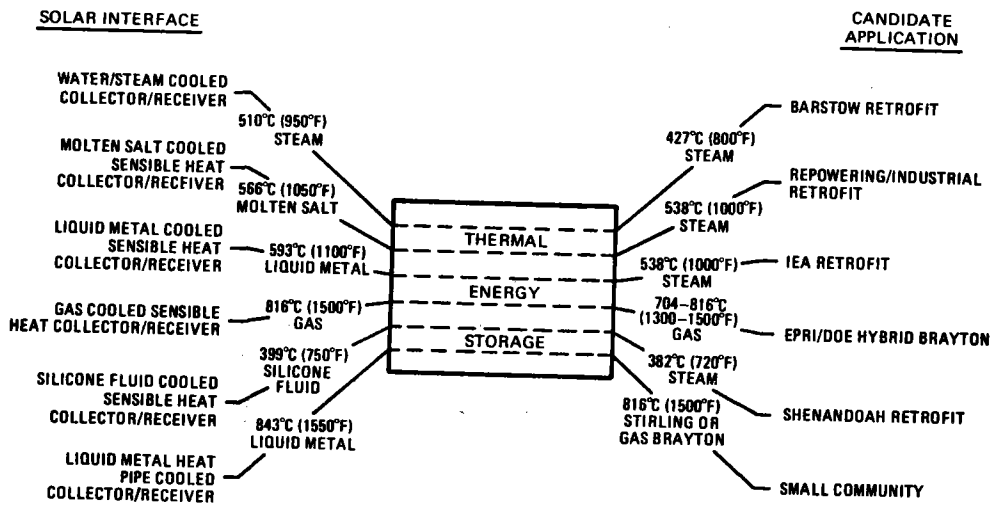 SOLAR INTERFACE
CANDIDATE
APPLICATION
WATER/STEAM COOLED
COLLECTOR/RECEIVER
510°C (950°F)
STEAM
MOLTEN SALT COOLED
SENSIBLE HEAT
COLLECTOR/RECFIVER
566°C (1050°F)
MOLTEN SALT
LIQUID METAL COOLED
SENSIBLE HEAT
COLLECTOR/RECEIVER
593°C (1100°F)
LIQUID METAL
GAS COOLED SENSIBLE
HEAT COLLECTOR/RECEIVER
816°C (1500°F)
GAS
SILICONE FLUID COOLED
SENSIBLE HEAT
COLLECTOR/RECEIVER
399°C (750°F)
SILICONE
FLUID
LIQUID METAL HEAT
PIPE COOLED
COLLECTOR/RECEIVER
843°C (1550°F)
LIQUID METAL
THERMAL
ENERGY
STORAGE
427°C (800°F)
STEAM
BARSTOW RETROFIT
538°C (1000°F)
STEAM
REPOWERING/INDUSTRIAL
RETROFIT
538°C (1000°F)
STEAM
IEA RETROFIT
704–816°C
(1300–1500°F)
GAS
EPRI/DOE HYBRID BRAYTON
382°C (720°F)
STEAM
SHENANDOAH RETROFIT
816°C (1500°F)
STIRLING OR
GAS BRAYTON
SMALL COMMUNITY